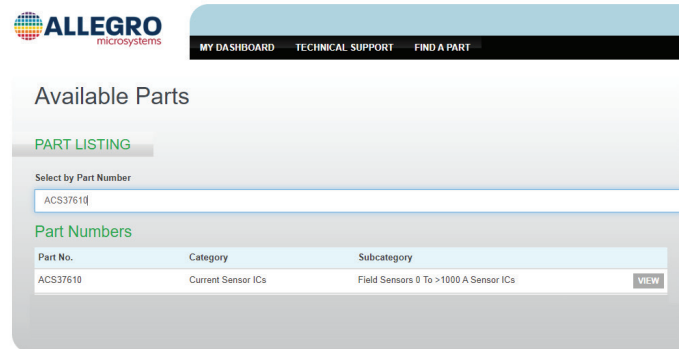 ALLEGRO
microsystems
MY DASHBOARD TECHNICAL SUPPORT FIND A PART
Available Parts
PART LISTING
Select by Part Number
ACS37610
Part Numbers
Part No. Category Subcategory
ACS37610 Current Sensor ICs Field Sensors 0 To >1000 A Sensor ICs VIEW